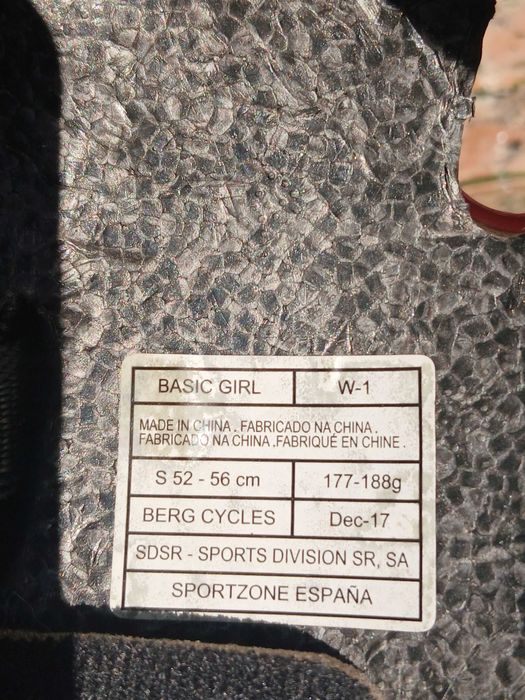 BASIC GIRL W-1
MADE IN CHINA . FABRICADO NA CHINA .
FABRICADO NA CHINA .FABRIQUÉ EN CHINE .
S 52 - 56 cm 177-188g
BERG CYCLES Dec-17
SDSR - SPORTS DIVISION SR, SA
SPORTZONE ESPAÑA